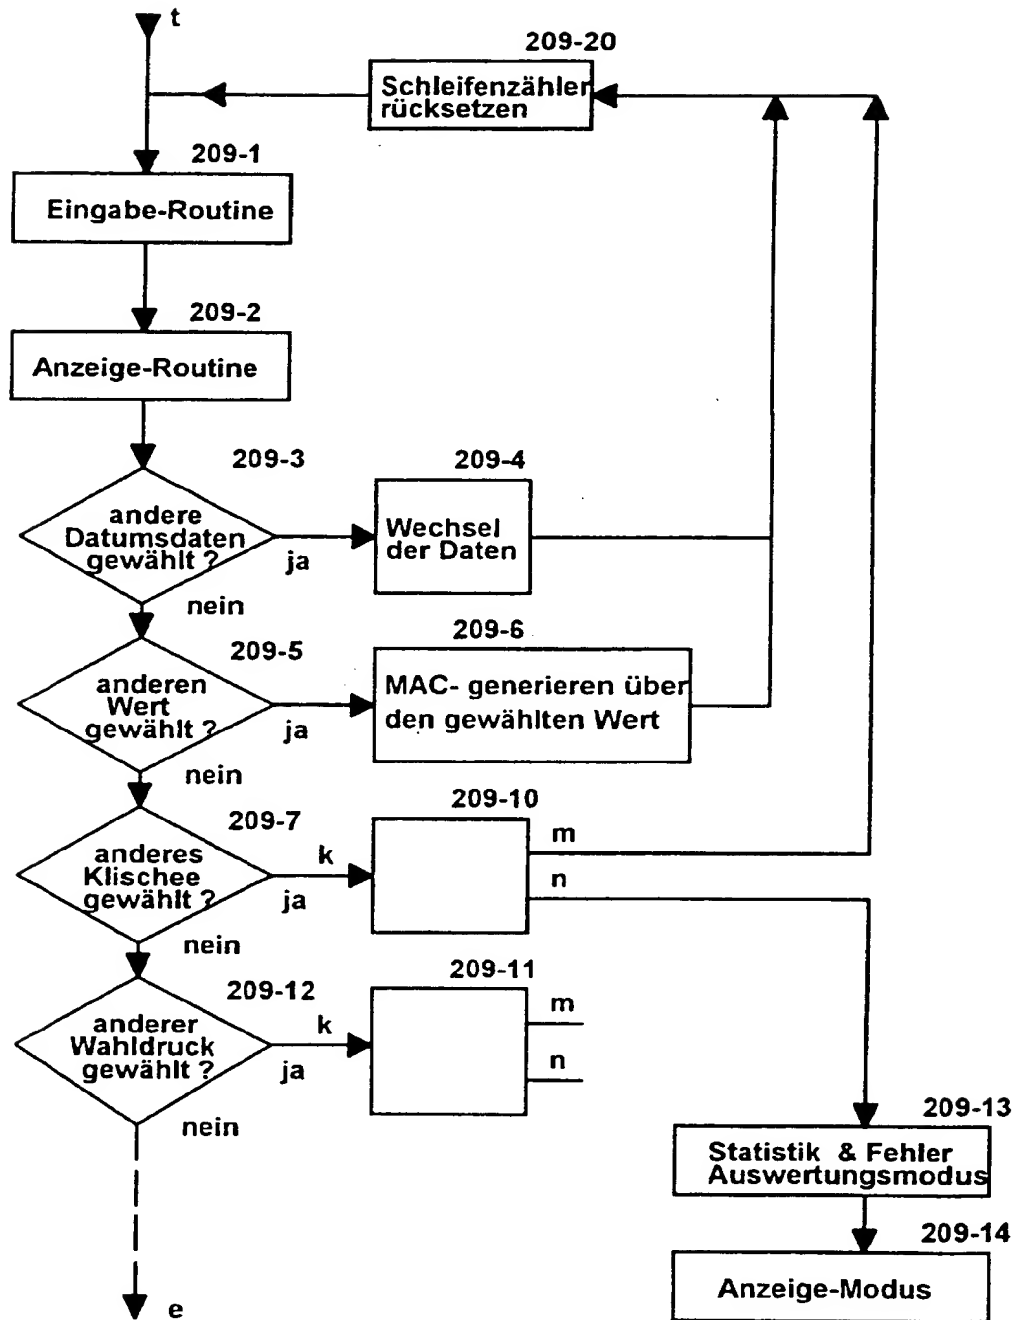 t
209-20
Schleifenzähler
rücksetzen
209-1
Eingabe-Routine
209-2
Anzeige-Routine
209-3
andere
Datumsdaten
gewählt ?
ja
nein
209-4
Wechsel
der Daten
209-5
anderen
Wert
gewählt ?
ja
nein
209-6
MAC- generieren über
den gewählten Wert
209-7
anderes
Klischee
gewählt ?
k
ja
nein
209-10
m
n
209-12
anderer
Wahldruck
gewählt ?
k
ja
nein
209-11
m
n
209-13
Statistik & Fehler
Auswertungsmodus
209-14
Anzeige-Modus
e